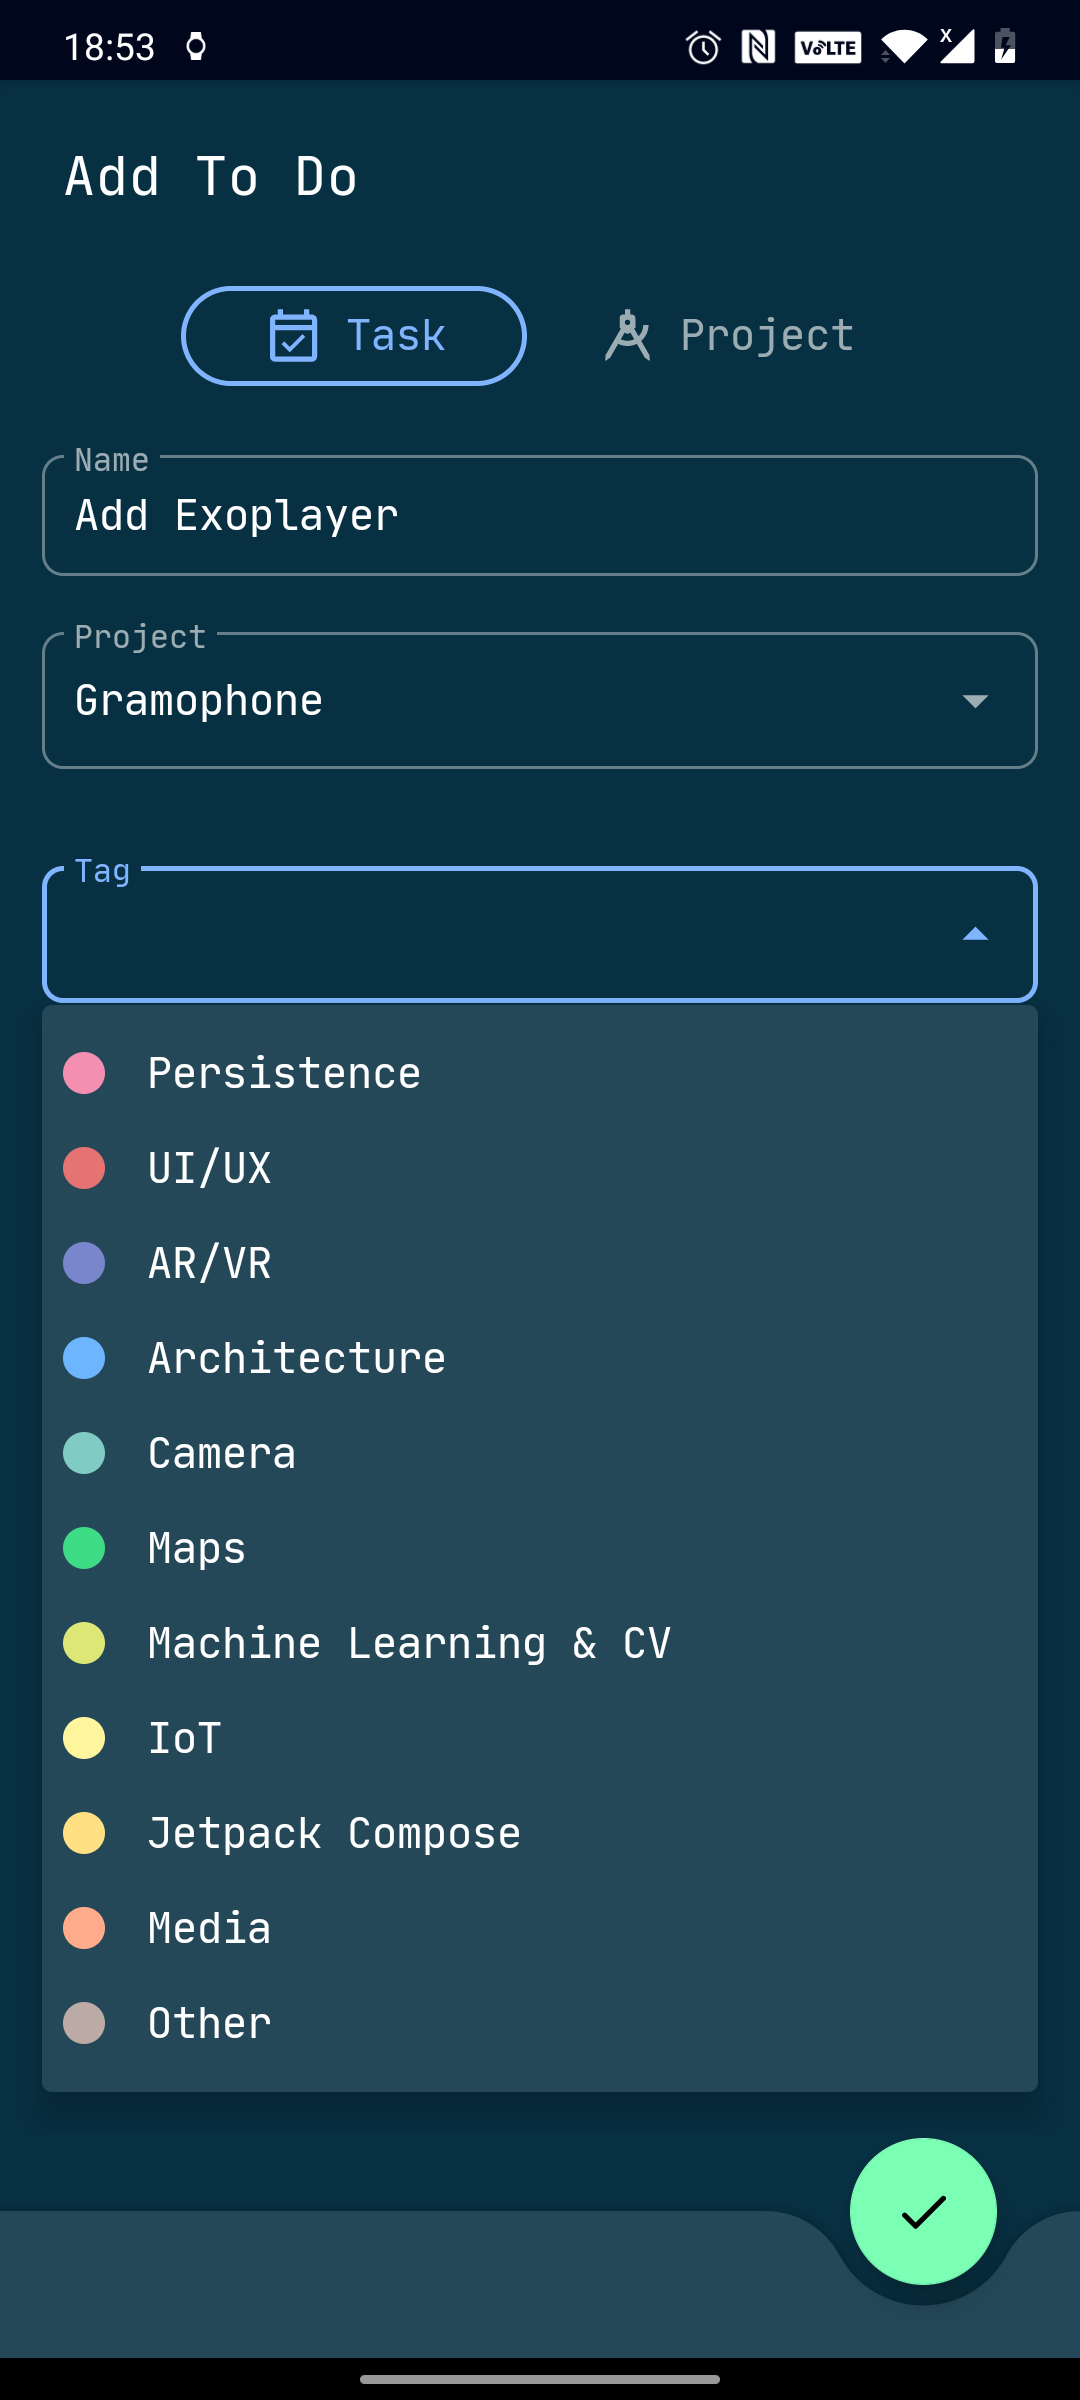 18:53
VoLTE
X
Add To Do
Task
Project
Name
Add Exoplayer
Project
Gramophone
Tag
Persistence
UI/UX
AR/VR
Architecture
Camera
Maps
Machine Learning & CV
IoT
Jetpack Compose
Media
Other